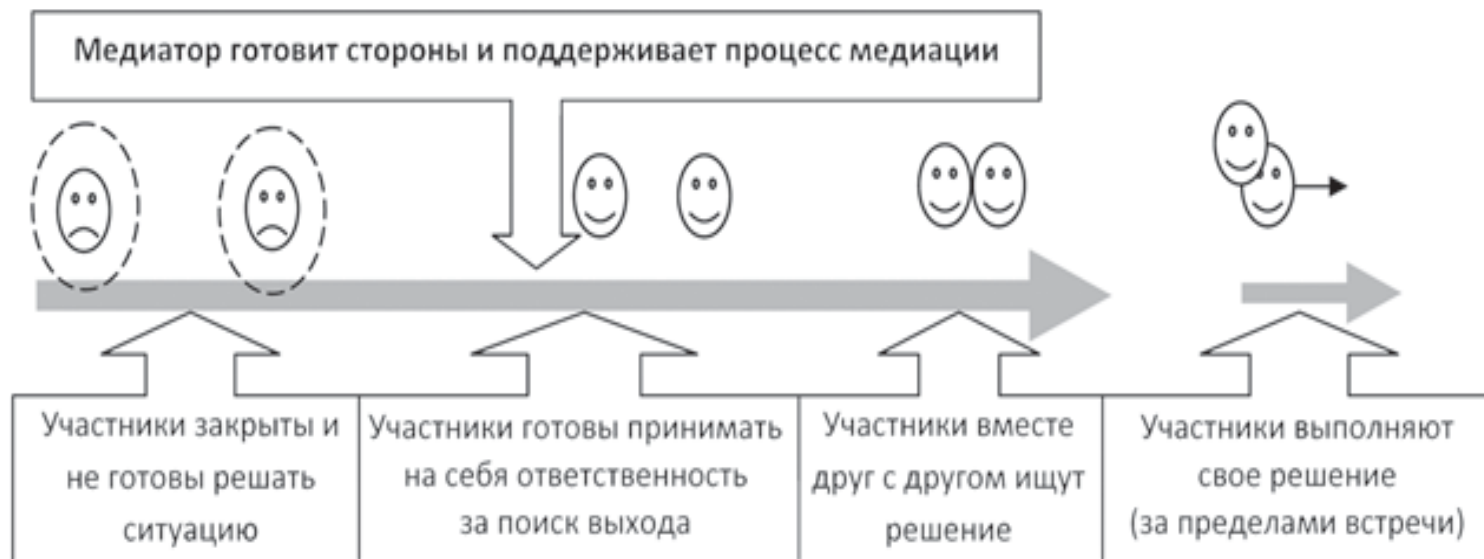 Медиатор готовит стороны и поддерживает процесс медиации
Участники закрыты и
не готовы решать
ситуацию
Участники готовы принимать
на себя ответственность
за поиск выхода
Участники вместе
друг с другом ищут
решение
Участники выполняют
свое решение
(за пределами встречи)